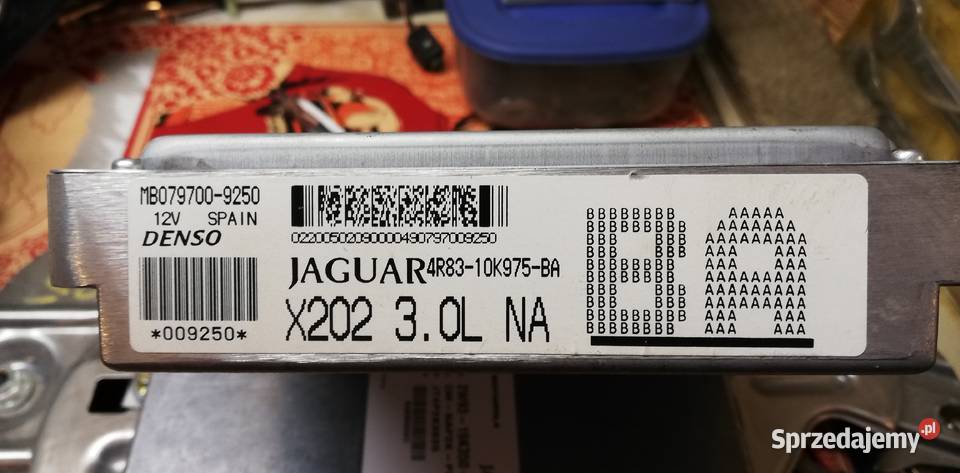 MB079700-9250
12V SPAIN
DENSO
*009250*
02200502090000490797009250
JAGUAR 4R83-10K975-BA
X202 3.0L NA
BA
Sprzedajemy.pl